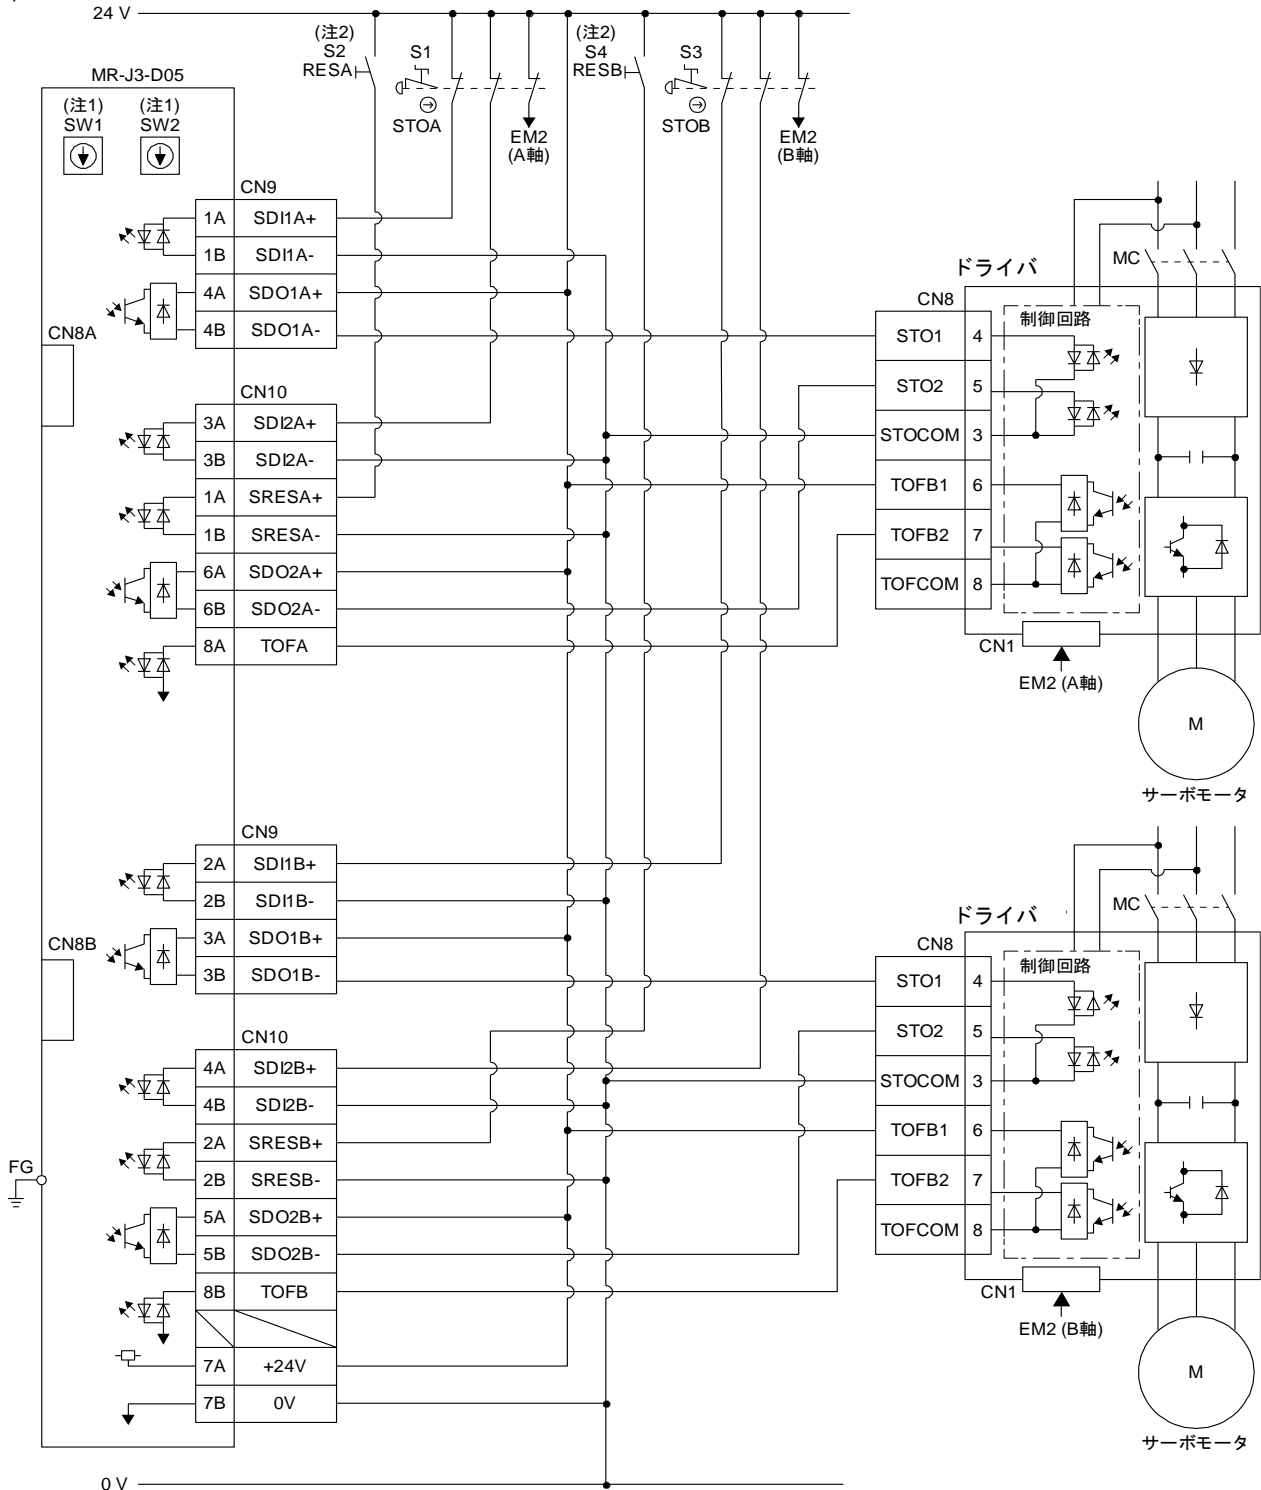 24 V
(注2)
S2
RESA
S1
STOA
EM2
(A軸)
(注2)
S4
RESB
S3
STOB
EM2
(B軸)
MR-J3-D05
(注1)
SW1
(注1)
SW2
CN9
1A SDI1A+
1B SDI1A-
4A SDO1A+
4B SDO1A-
CN8A
CN10
3A SDI2A+
3B SDI2A-
1A SRESA+
1B SRESA-
6A SDO2A+
6B SDO2A-
8A TOFA
ドライバ
MC
CN8
制御回路
STO1 4
STO2 5
STOCOM 3
TOFB1 6
TOFB2 7
TOFCOM 8
CN1
EM2 (A軸)
M
サーボモータ
CN9
2A SDI1B+
2B SDI1B-
3A SDO1B+
3B SDO1B-
CN8B
CN10
4A SDI2B+
4B SDI2B-
2A SRESB+
2B SRESB-
5A SDO2B+
5B SDO2B-
8B TOFB
7A +24V
7B 0V
FG
ドライバ
MC
CN8
制御回路
STO1 4
STO2 5
STOCOM 3
TOFB1 6
TOFB2 7
TOFCOM 8
CN1
EM2 (B軸)
M
サーボモータ
0 V